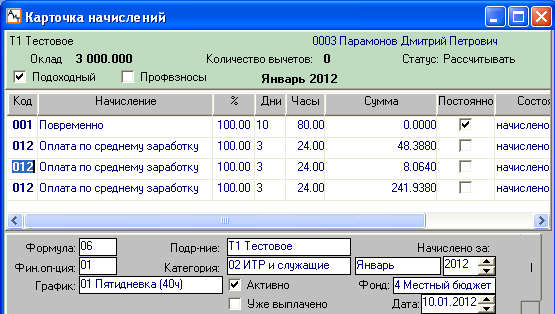 Карточка начислений
Т1 Тестовое 0003 Парамонов Дмитрий Петрович
Оклад 3 000.000 Количество вычетов: 0 Статус: Рассчитывать
Подоходный Профвзносы Январь 2012
Код Начисление % Дни Часы Сумма Постоянно Состоя
001 Повременно 100.00 10 80.00 0.0000 начислено
012 Оплата по среднему заработку 100.00 3 24.00 48.3880 начислено
012 Оплата по среднему заработку 100.00 3 24.00 8.0640 начислено
012 Оплата по среднему заработку 100.00 3 24.00 241.9380 начислено
Формула: 06 Подр-ние: Т1 Тестовое Начислено за:
Фин.оп-ция: 01 Категория: 02 ИТР и служащие Январь 2012
График: 01 Пятидневка (40ч) Активно Фонд: 4 Местный бюджет
Уже выплачено Дата: 10.01.2012